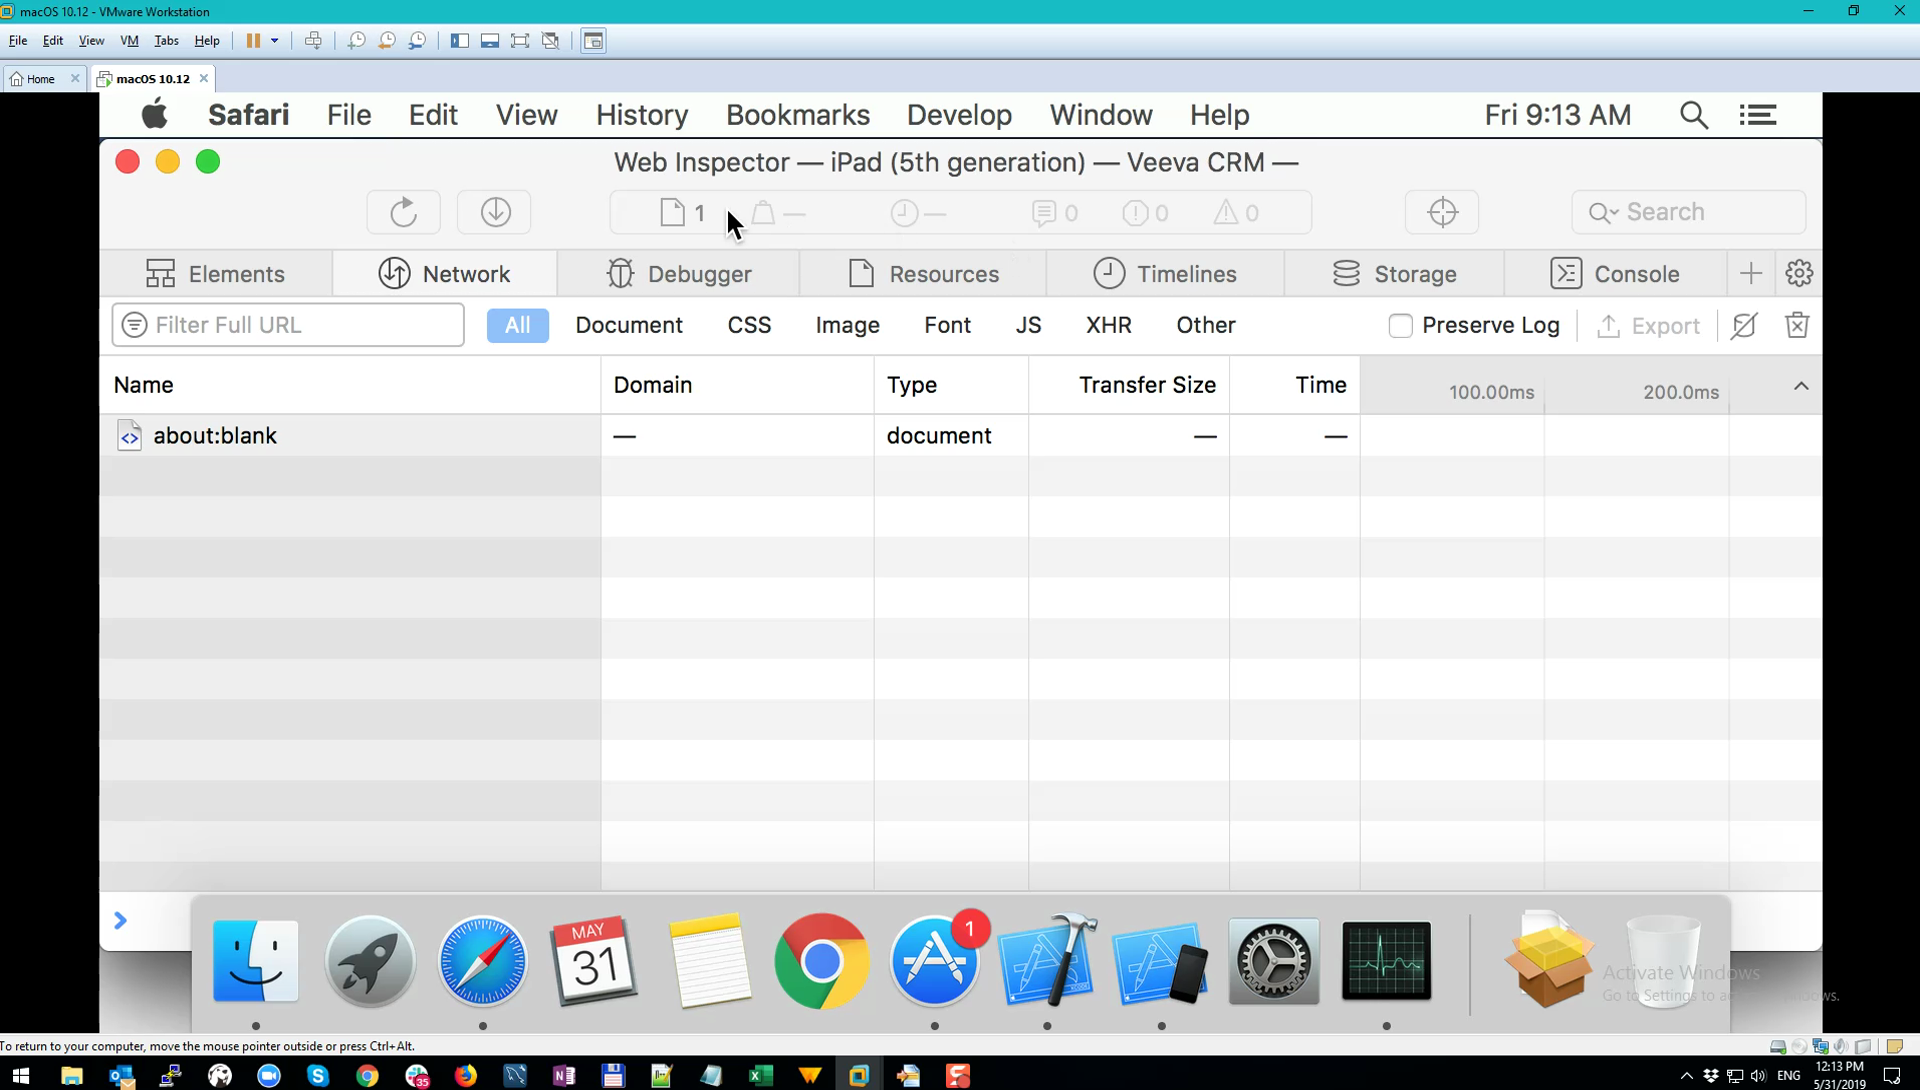 macOS 10.12 - VMware Workstation
File Edit View VM Tabs Help
Home macOS 10.12
Safari File Edit View History Bookmarks Develop Window Help Fri 9:13 AM
Web Inspector — iPad (5th generation) — Veeva CRM —
1 — — 0 0 0 Search
Elements Network Debugger Resources Timelines Storage Console
Filter Full URL All Document CSS Image Font JS XHR Other Preserve Log Export
Name Domain Type Transfer Size Time 100.00ms 200.0ms
about:blank — document — —
MAY
31
1
Activate Windows
Go to Settings to
To return to your computer, move the mouse pointer outside or press Ctrl+Alt.
35
ENG
12:13 PM
5/31/2019